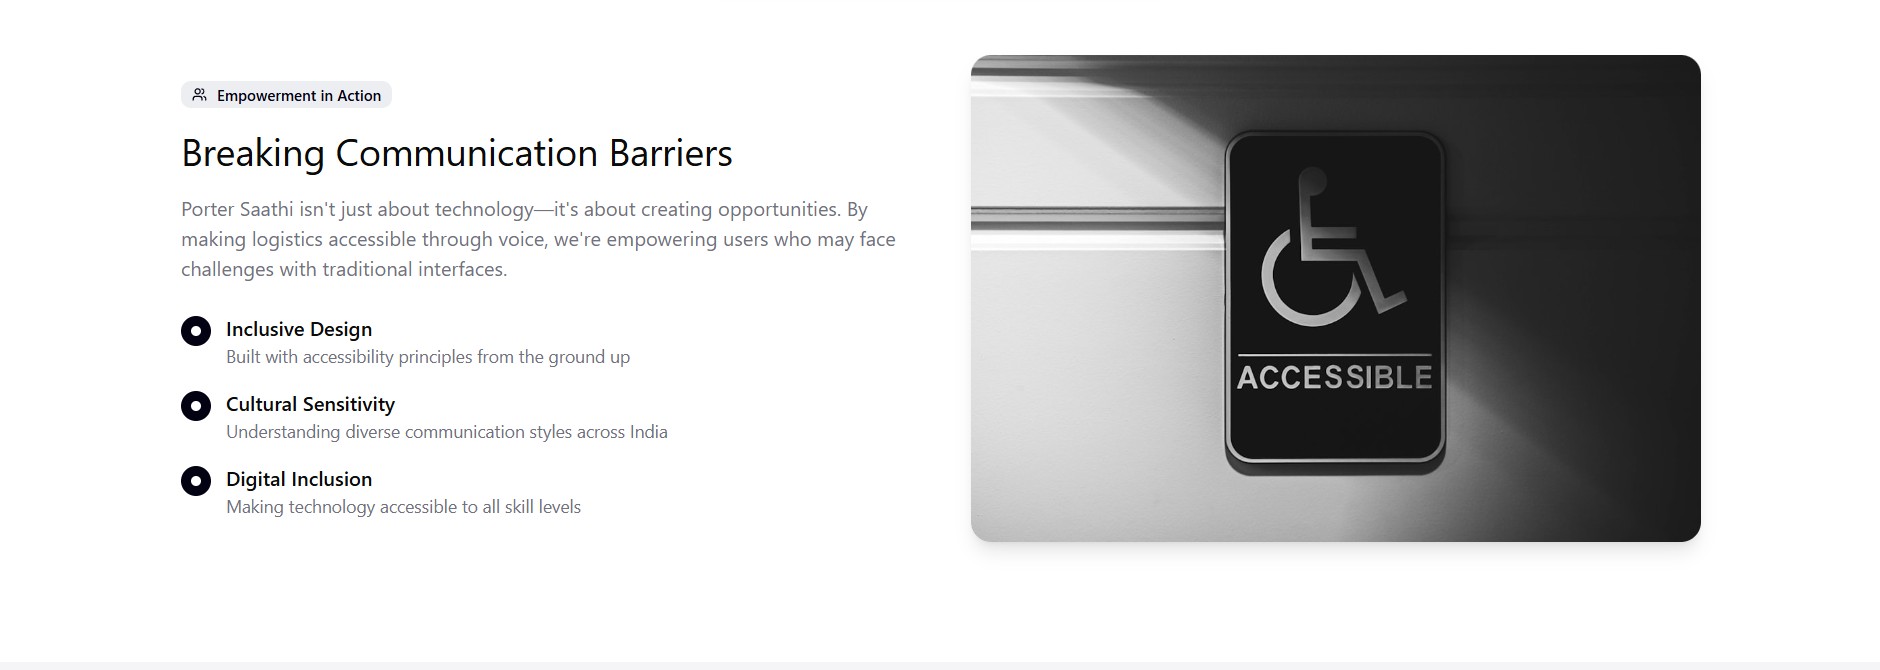 Empowerment in Action
Breaking Communication Barriers
Porter Saathi isn't just about technology—it's about creating opportunities. By
making logistics accessible through voice, we're empowering users who may face
challenges with traditional interfaces.
Inclusive Design
Built with accessibility principles from the ground up
Cultural Sensitivity
Understanding diverse communication styles across India
Digital Inclusion
Making technology accessible to all skill levels
ACCESSIBLE